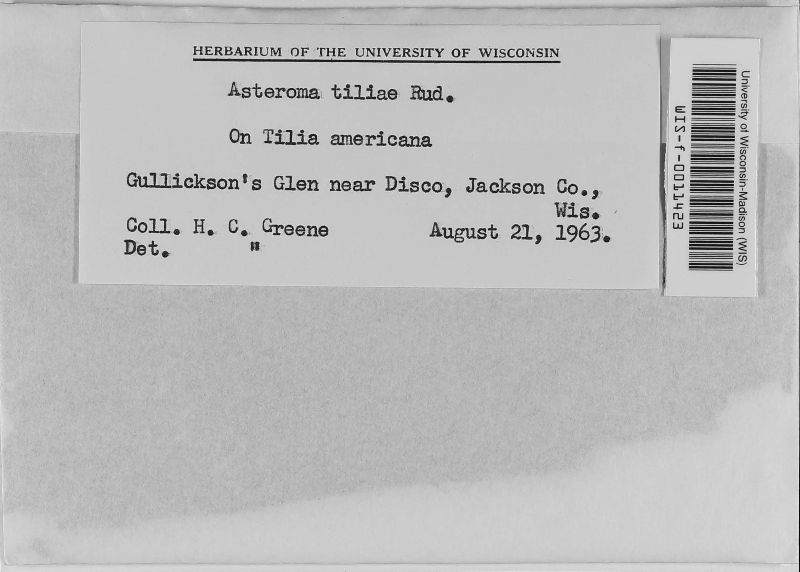 HERBARIUM OF THE UNIVERSITY OF WISCONSIN
Asteroma tiliae Rud.
On Tilia americana
Gullickson's Glen near Disco, Jackson Co.,
Wis.
Coll. H. C. Greene August 21, 1963.
Det. "
University of Wisconsin-Madison (WIS)
WIS-f-0011423